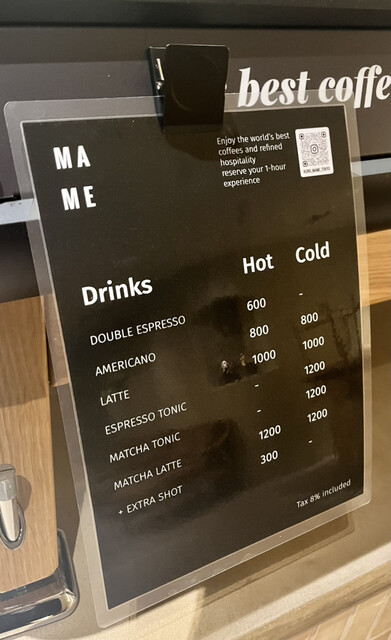 best coffe
MA
ME
Enjoy the world's best
coffees and refined
hospitality
reserve your 1-hour
experience
Drinks Hot Cold
DOUBLE ESPRESSO 600 -
AMERICANO 800 800
LATTE 1000 1000
ESPRESSO TONIC - 1200
MATCHA TONIC - 1200
MATCHA LATTE 1200 1200
+ EXTRA SHOT 300 -
Tax 8% included